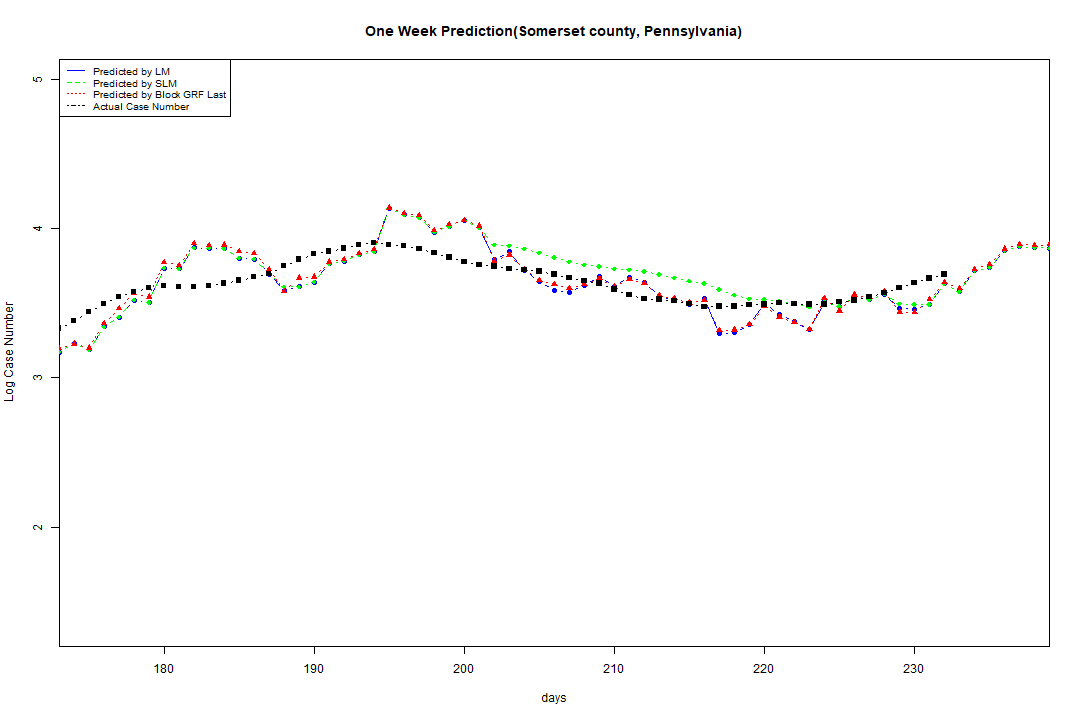 One Week Prediction(Somerset county, Pennsylvania)
Predicted by LM
Predicted by SLM
Predicted by Block GRF Last
Actual Case Number
5
4
3
2
Log Case Number
180 190 200 210 220 230
days